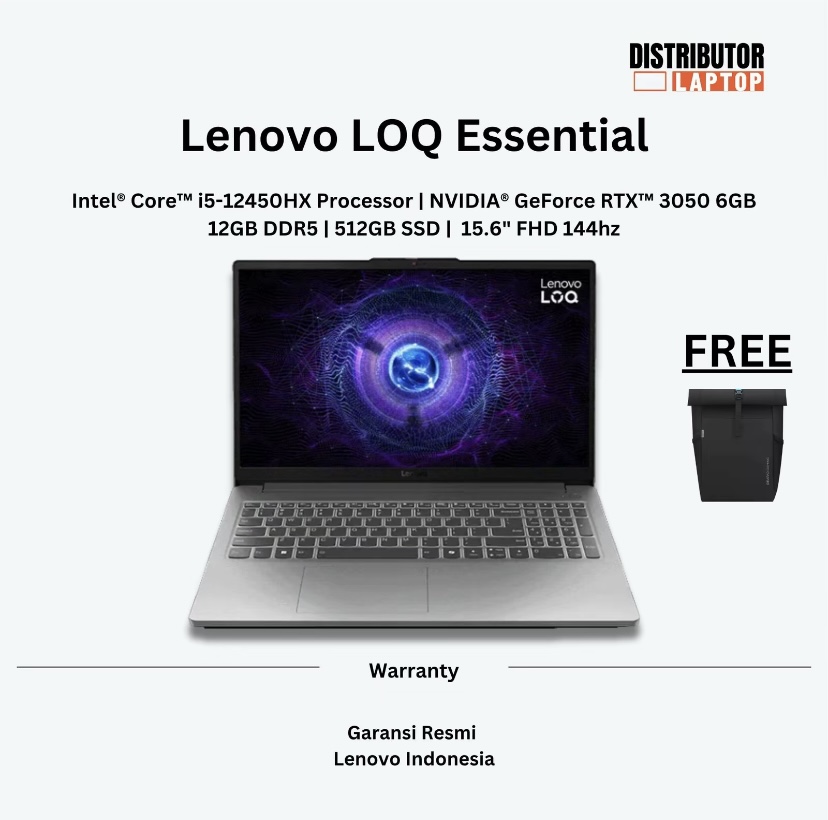 DISTRIBUTOR
LAPTOP
Lenovo LOQ Essential
Intel® Core™ i5-12450HX Processor | NVIDIA® GeForce RTX™ 3050 6GB
12GB DDR5 | 512GB SSD | 15.6" FHD 144hz
Lenovo
LOQ
FREE
Lenovo
Warranty
Garansi Resmi
Lenovo Indonesia